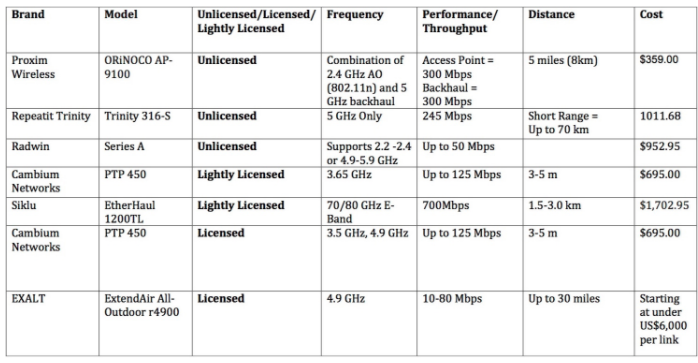 Brand Model Unlicensed/Licensed/ Frequency Performance/ Distance Cost
Lightly Licensed Throughput
Proxim ORiNOCO AP- Unlicensed Combination of Access Point = 5 miles (8km) $359.00
Wireless 9100 2.4 GHz AO 300 Mbps
(802.11n) and 5 Backhaul =
GHz backhaul 300 Mbps
Repeatit Trinity Trinity 316-S Unlicensed 5 GHz Only 245 Mbps Short Range = 1011.68
Up to 70 km
Radwin Series A Unlicensed Supports 2.2 -2.4 Up to 50 Mbps $952.95
or 4.9-5.9 GHz
Cambium PTP 450 Lightly Licensed 3.65 GHz Up to 125 Mbps 3-5 m $695.00
Networks
Siklu EtherHaul Lightly Licensed 70/80 GHz E- 700Mbps 1.5-3.0 km $1,702.95
1200TL Band
Cambium PTP 450 Licensed 3.5 GHz, 4.9 GHz Up to 125 Mbps 3-5 m $695.00
Networks
EXALT ExtendAir All- Licensed 4.9 GHz 10-80 Mbps Up to 30 miles Starting
Outdoor r4900 at under
US$6,000
per link